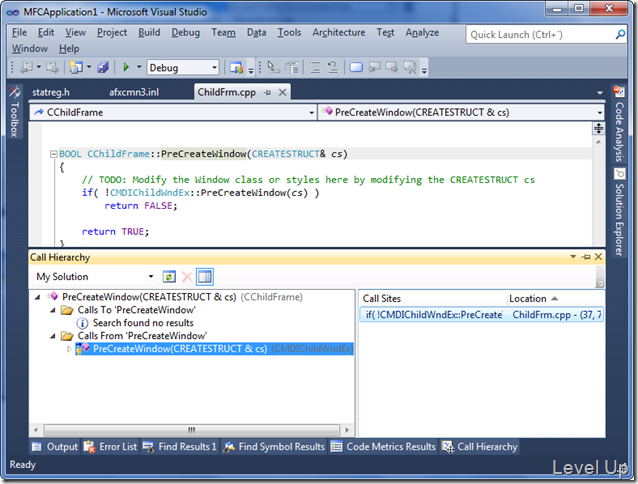 MFCApplication1 - Microsoft Visual Studio
File Edit View Project Build Debug Team Data Tools Architecture Test Analyze
Window Help
Quick Launch (Ctrl+`)
Debug
statreg.h afxcmn3.inl ChildFrm.cpp
CChildFrame PreCreateWindow(CREATESTRUCT & cs)
Toolbox
Code Analysis
Solution Explorer
BOOL CChildFrame::PreCreateWindow(CREATESTRUCT& cs)
{
// TODO: Modify the Window class or styles here by modifying the CREATESTRUCT cs
if( !CMDIChildWndEx::PreCreateWindow(cs) )
return FALSE;
return TRUE;
}
Call Hierarchy
My Solution
PreCreateWindow(CREATESTRUCT & cs) (CChildFrame)
Calls To 'PreCreateWindow'
Search found no results
Calls From 'PreCreateWindow'
PreCreateWindow(CREATESTRUCT & cs) (CMDIChildWndEx
Call Sites Location
if( !CMDIChildWndEx::PreCreate ChildFrm.cpp - (37, 7
Output Error List Find Results 1 Find Symbol Results Code Metrics Results Call Hierarchy
Ready
Level Up